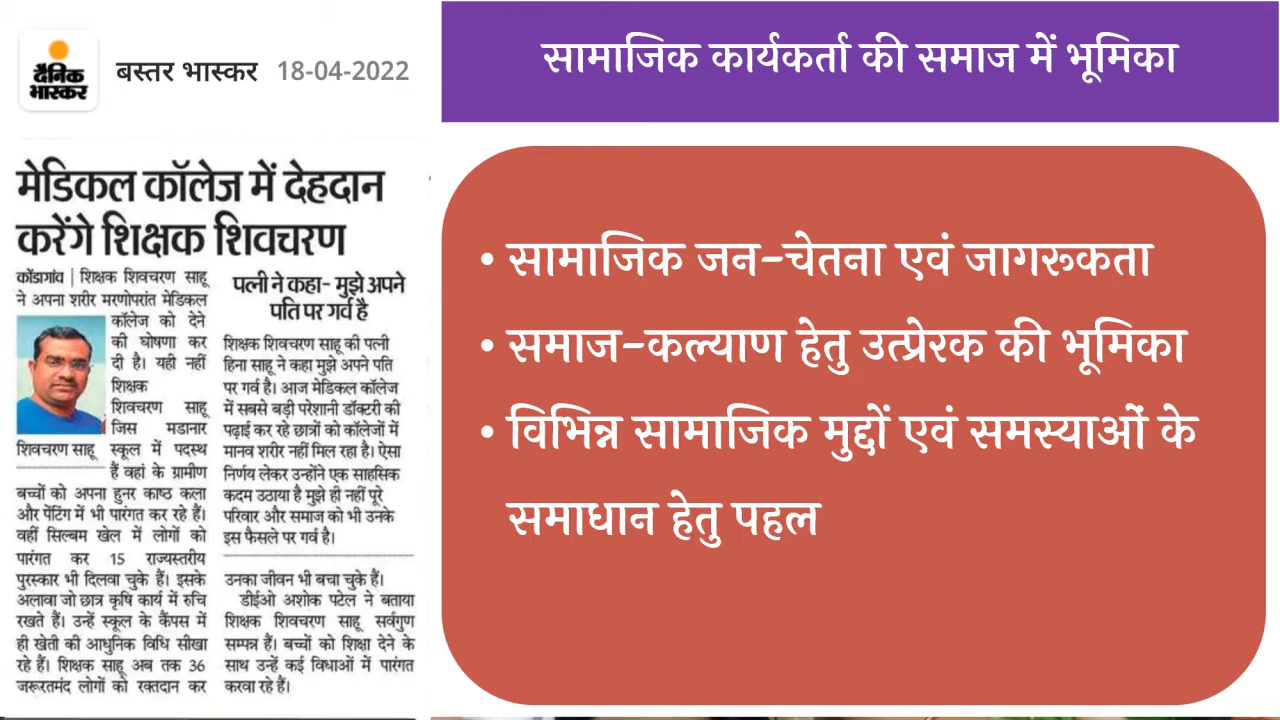 दैनिक
भास्कर
बस्तर भास्कर 18-04-2022
मेडिकल कॉलेज में देहदान
करेंगे शिक्षक शिवचरण
कोंडागांव | शिक्षक शिवचरण साहू
ने अपना शरीर मरणोपरांत मेडिकल
कॉलेज को देने
की घोषणा कर
दी है। यही नहीं
शिक्षक
शिवचरण साहू
जिस मडानार
स्कूल में पदस्थ
हैं वहां के ग्रामीण
शिवचरण साहू
बच्चों को अपना हुनर काष्ठ कला
और पेंटिंग में भी पारंगत कर रहे हैं।
वहीं सिल्बम खेल में लोगों को
पारंगत कर 15 राज्यस्तरीय
पुरस्कार भी दिलवा चुके हैं। इसके
अलावा जो छात्र कृषि कार्य में रुचि
रखते हैं। उन्हें स्कूल के कैंपस में
ही खेती की आधुनिक विधि सीखा
रहे हैं। शिक्षक साहू अब तक 36
जरूरतमंद लोगों को रक्तदान कर
पत्नी ने कहा- मुझे अपने
पति पर गर्व है
शिक्षक शिवचरण साहू की पत्नी
हिना साहू ने कहा मुझे अपने पति
पर गर्व है। आज मेडिकल कॉलेज
में सबसे बड़ी परेशानी डॉक्टरी की
पढ़ाई कर रहे छात्रों को कॉलेजों में
मानव शरीर नहीं मिल रहा है। ऐसा
निर्णय लेकर उन्होंने एक साहसिक
कदम उठाया है मुझे ही नहीं पूरे
परिवार और समाज को भी उनके
इस फैसले पर गर्व है।
उनका जीवन भी बचा चुके हैं।
डीईओ अशोक पटेल ने बताया
शिक्षक शिवचरण साहू सर्वगुण
सम्पन्न हैं। बच्चों को शिक्षा देने के
साथ उन्हें कई विधाओं में पारंगत
करवा रहे हैं।
सामाजिक कार्यकर्ता की समाज में भूमिका
• सामाजिक जन-चेतना एवं जागरूकता
• समाज-कल्याण हेतु उत्प्रेरक की भूमिका
• विभिन्न सामाजिक मुद्दों एवं समस्याओं के
समाधान हेतु पहल